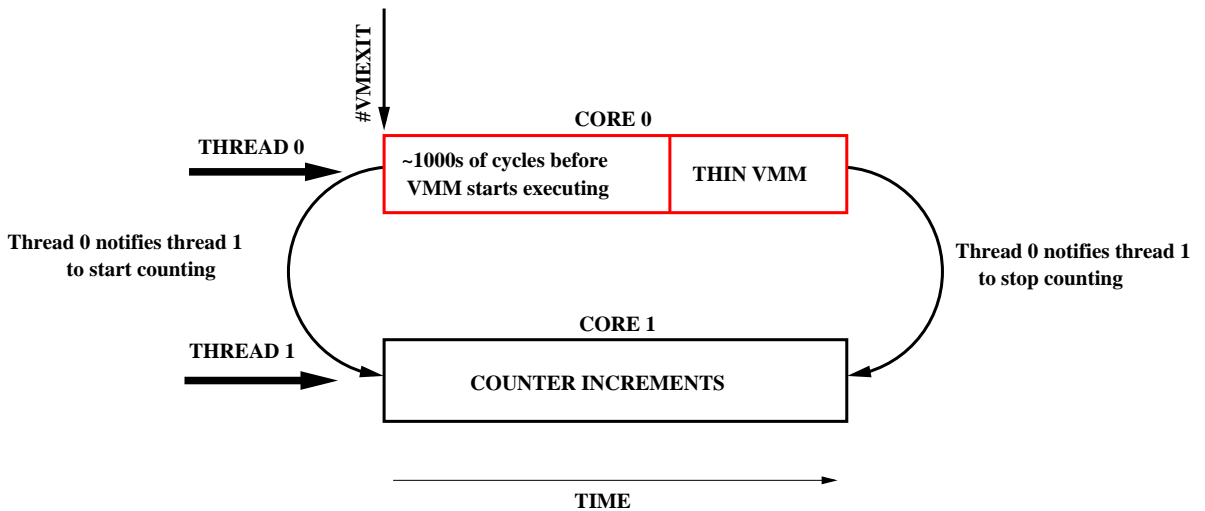 #VMEXIT
CORE 0
THREAD 0
~1000s of cycles before
VMM starts executing
THIN VMM
Thread 0 notifies thread 1
to start counting
Thread 0 notifies thread 1
to stop counting
CORE 1
THREAD 1
COUNTER INCREMENTS
TIME